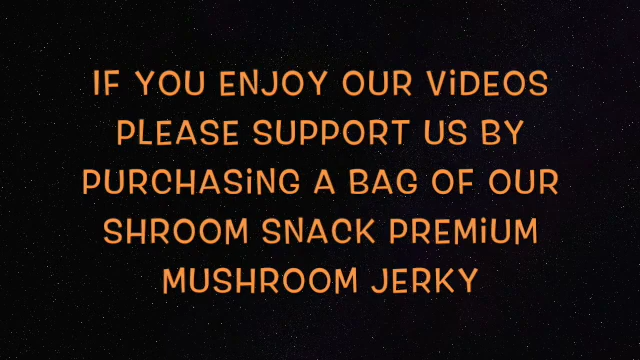 IF YOU ENJOY OUR ViDEOS
PLEASE SUPPORT US BY
PURCHASiNG A BAG OF OUR
SHROOM SNACK PREMiUM
MUSHROOM JERKY